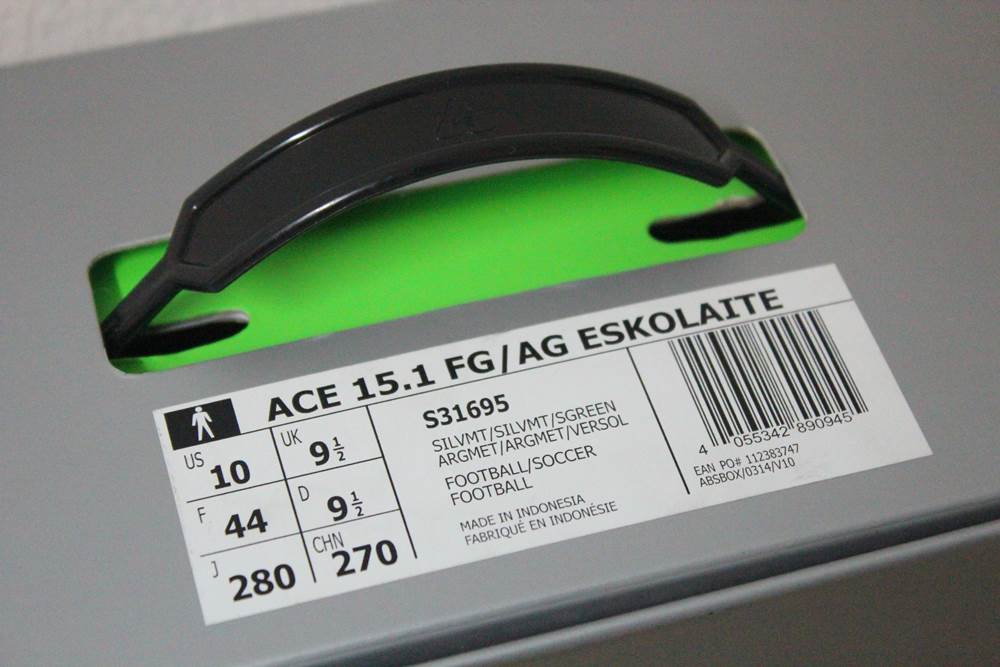 ACE 15.1 FG/AG ESKOLAITE
US 10
UK 9 ½
F 44
D 9 ½
J 280
CHN 270
S31695
SILVMT/SILVMT/SGREEN
ARGMET/ARGMET/VERSOL
FOOTBALL/SOCCER
FOOTBALL
MADE IN INDONESIA
FABRIQUÉ EN INDONÉSIE
4 055342 890945
EAN PO# 112383747
ABSBOX/0314/V10